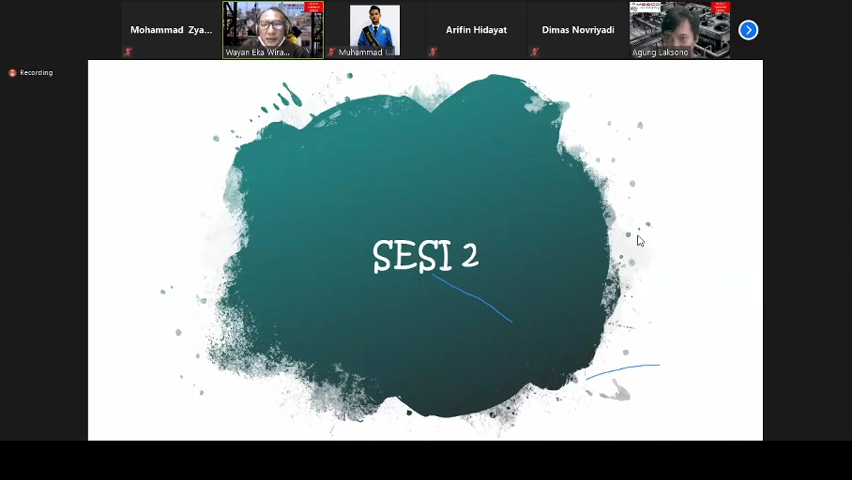 Mohammad Zya...
Wayan Eka Wira...
Muhammad I...
Arifin Hidayat
Dimas Novriyadi
Agung Laksono
Recording
SESI 2